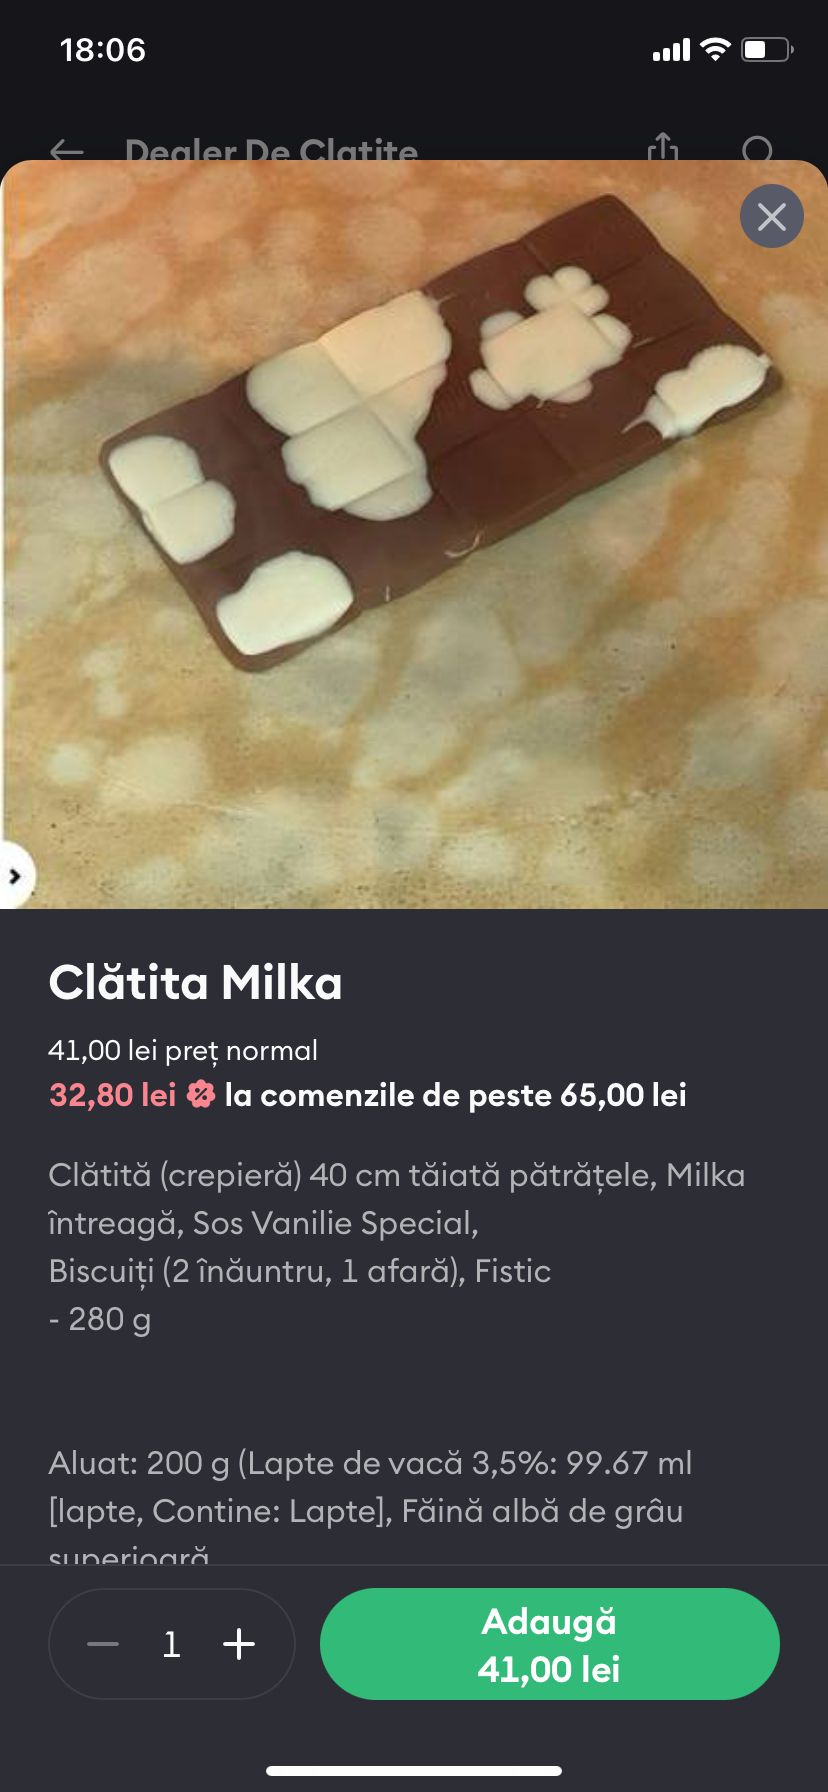 18:06
Dealer De Clatite
Clătita Milka
41,00 lei preț normal
32,80 lei la comenzile de peste 65,00 lei
Clătită (crepieră) 40 cm tăiată pătrățele, Milka
întreagă, Sos Vanilie Special,
Biscuiți (2 înăuntru, 1 afară), Fistic
- 280 g
Aluat: 200 g (Lapte de vacă 3,5%: 99.67 ml
[lapte, Contine: Lapte], Făină albă de grâu
superioară
1
Adaugă
41,00 lei